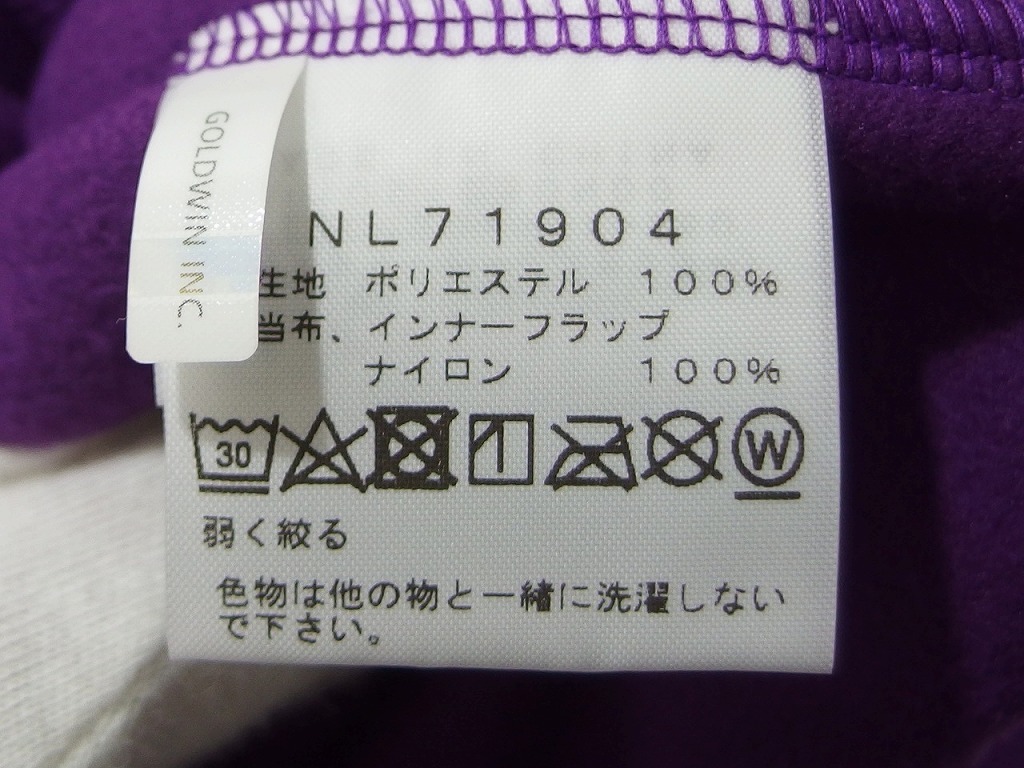 GOLDWIN INC.
NL71904
生地 ポリエステル 100%
当布、インナーフラップ
ナイロン 100%
30
W
弱く絞る
色物は他の物と一緒に洗濯しない
で下さい。